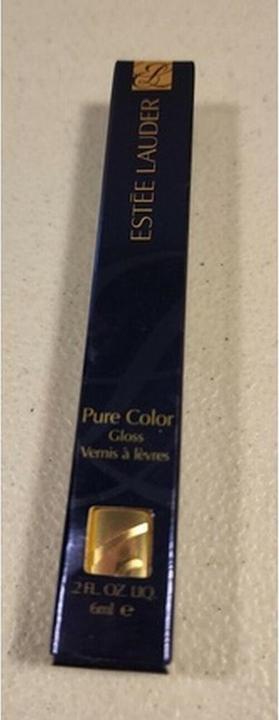 ESTĒE LAUDER
Pure Color
Gloss
Vernis à lèvres
.2 FL. OZ. LIQ.
6ml e